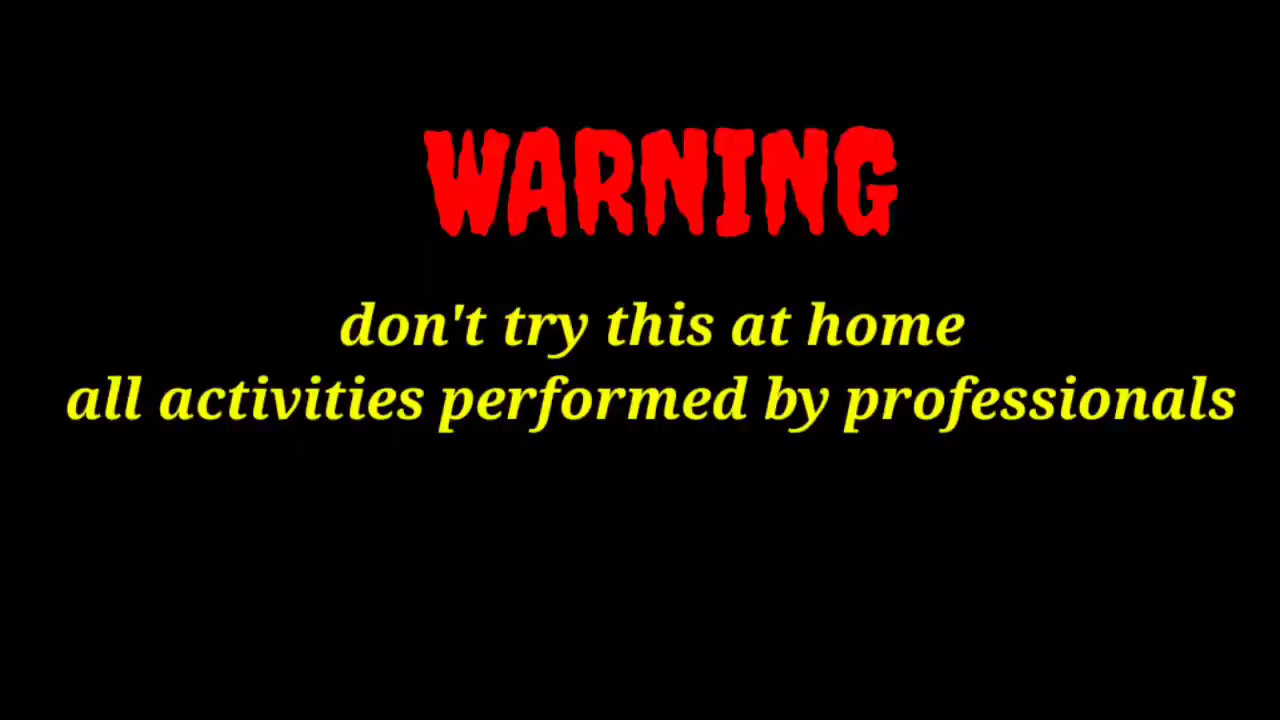 WARNING
don't try this at home
all activities performed by professionals